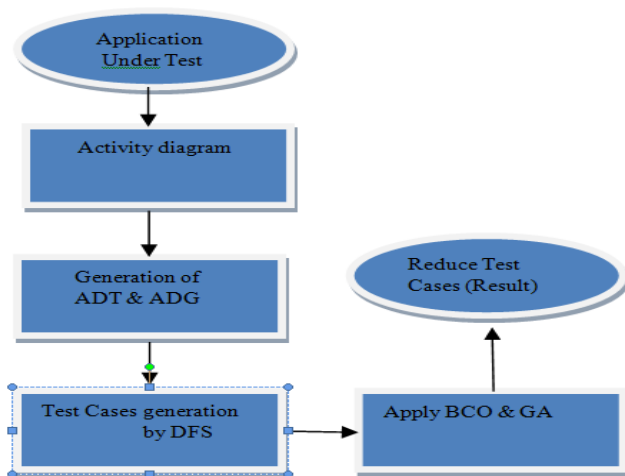 Application
Under Test
Activity diagram
Generation of
ADT & ADG
Test Cases generation
by DFS
Apply BCO & GA
Reduce Test
Cases (Result)